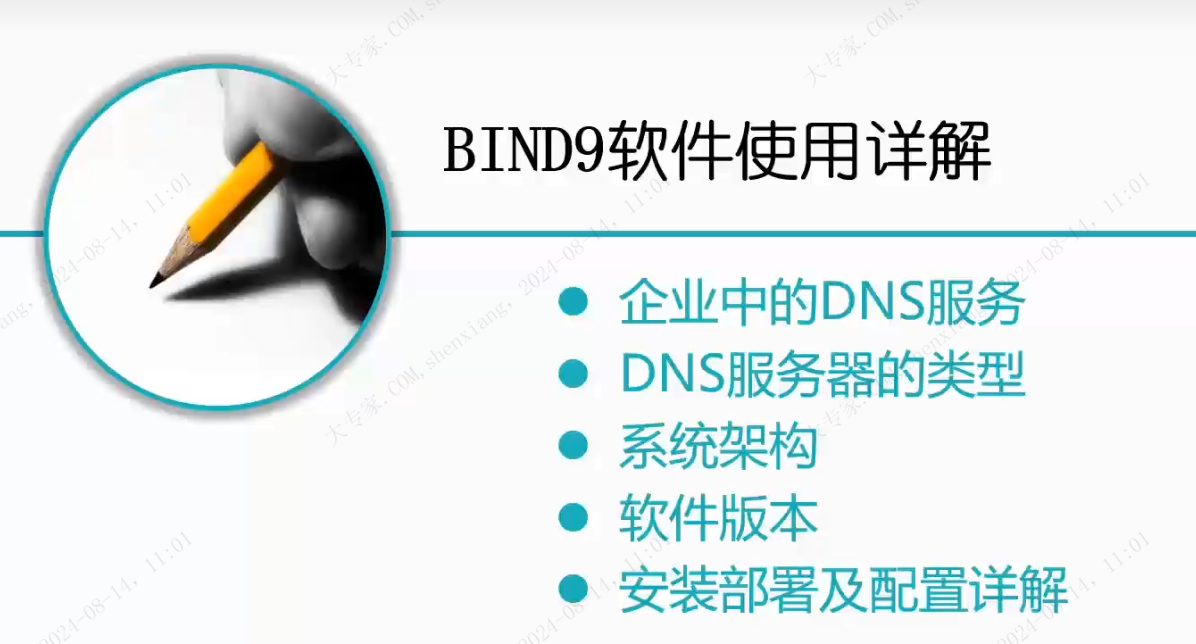 BIND9软件使用详解
企业中的DNS服务
DNS服务器的类型
系统架构
软件版本
安装部署及配置详解
大专家.COM,shenxiang, 2024-08-14, 11:01